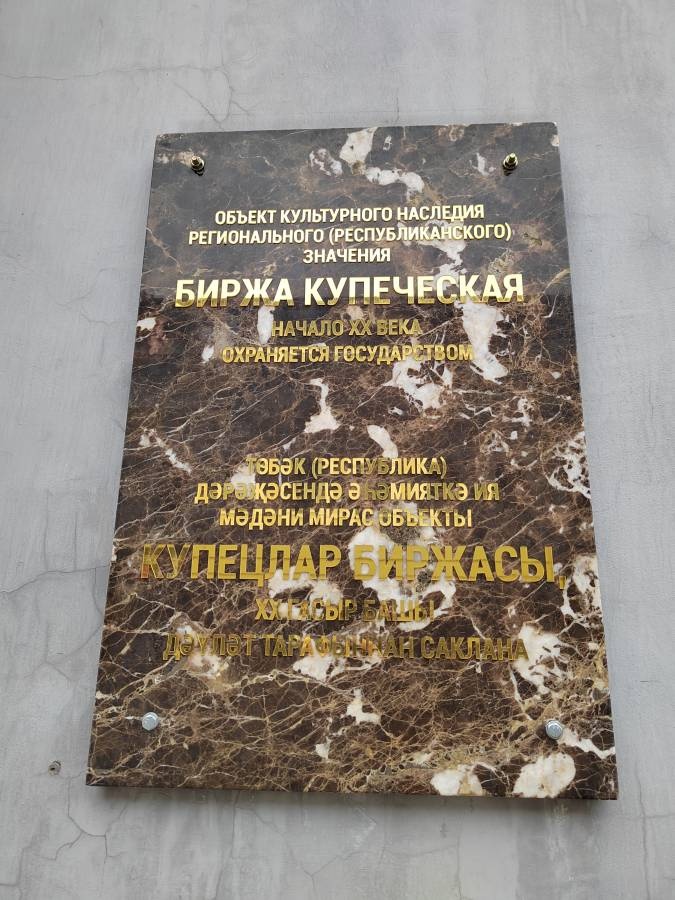 ОБЪЕКТ КУЛЬТУРНОГО НАСЛЕДИЯ
РЕГИОНАЛЬНОГО (РЕСПУБЛИКАНСКОГО)
ЗНАЧЕНИЯ
БИРЖА КУПЕЧЕСКАЯ
НАЧАЛО XX ВЕКА
ОХРАНЯЕТСЯ ГОСУДАРСТВОМ
ТӨБӘК (РЕСПУБЛИКА)
ДӘРӘҖӘСЕНДӘ ӘҺӘМИЯТКӘ ИЯ
МӘДӘНИ МИРАС ОБЪЕКТЫ
КУПЕЦЛАР БИРЖАСЫ,
XX ГАСЫР БАШЫ
ДӘҮЛӘТ ТАРАФЫННАН САКЛАНА